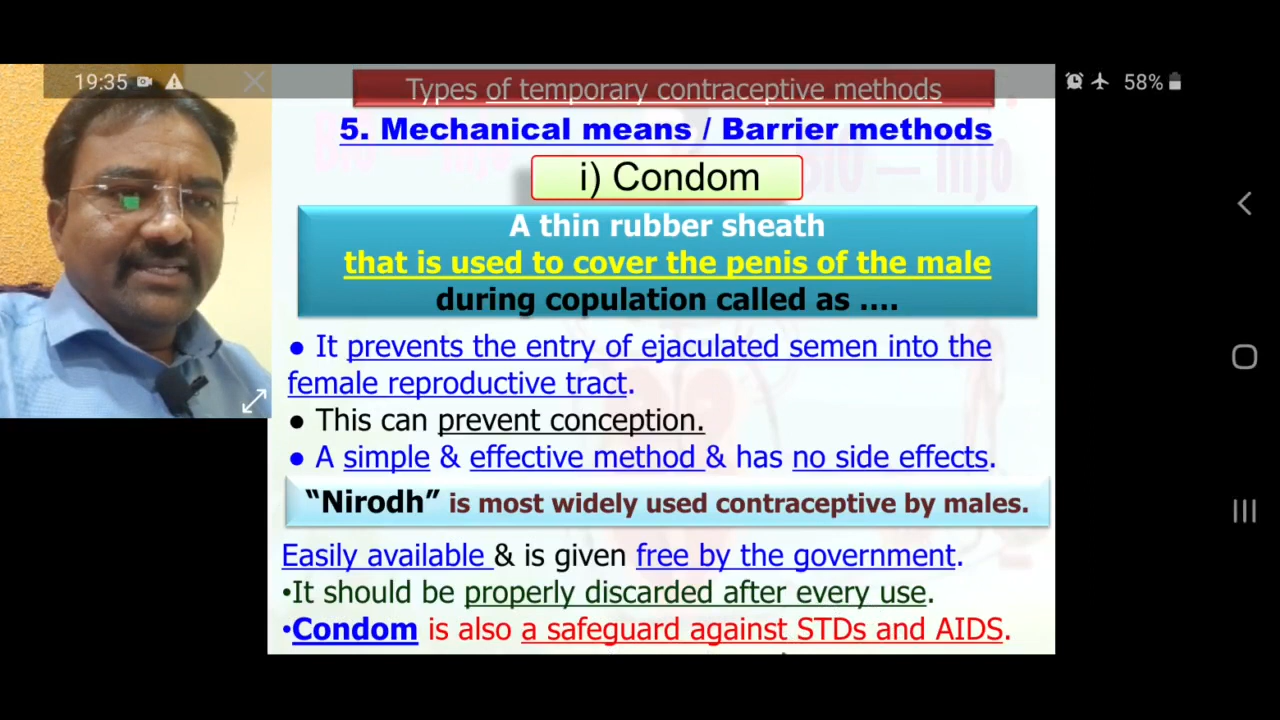 19:35
58%
Types of temporary contraceptive methods
5. Mechanical means / Barrier methods
i) Condom
A thin rubber sheath
that is used to cover the penis of the male
during copulation called as ....
● It prevents the entry of ejaculated semen into the
female reproductive tract.
● This can prevent conception.
● A simple & effective method & has no side effects.
“Nirodh” is most widely used contraceptive by males.
Easily available & is given free by the government.
•It should be properly discarded after every use.
•Condom is also a safeguard against STDs and AIDS.